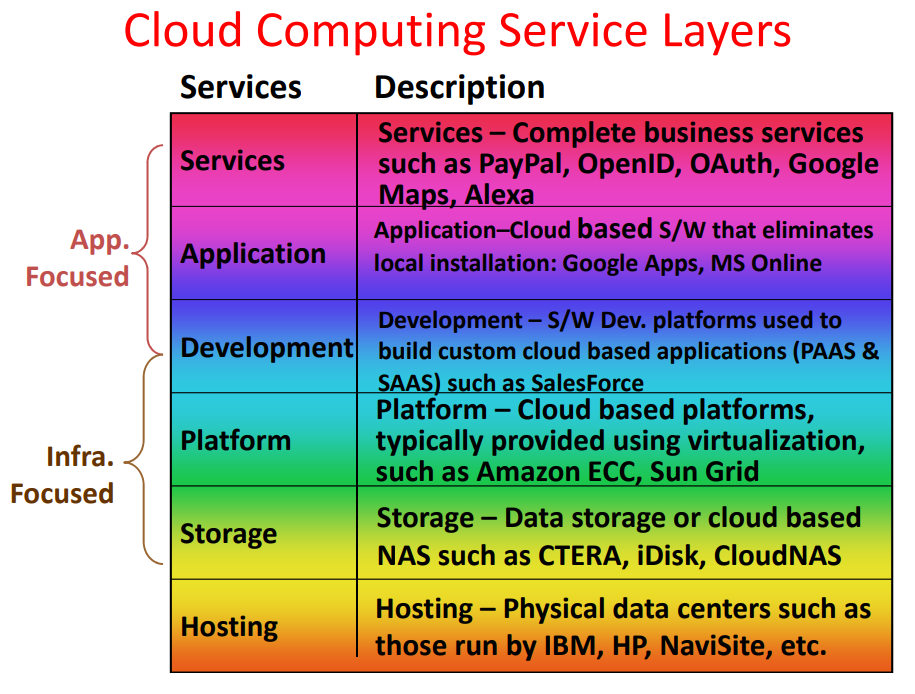 Cloud Computing Service Layers
Services Description
Services
Services – Complete business services
such as PayPal, OpenID, OAuth, Google
Maps, Alexa
App.
Focused
Application
Application–Cloud based S/W that eliminates
local installation: Google Apps, MS Online
Development
Development – S/W Dev. platforms used to
build custom cloud based applications (PAAS &
SAAS) such as SalesForce
Infra.
Focused
Platform
Platform – Cloud based platforms,
typically provided using virtualization,
such as Amazon ECC, Sun Grid
Storage
Storage – Data storage or cloud based
NAS such as CTERA, iDisk, CloudNAS
Hosting
Hosting – Physical data centers such as
those run by IBM, HP, NaviSite, etc.